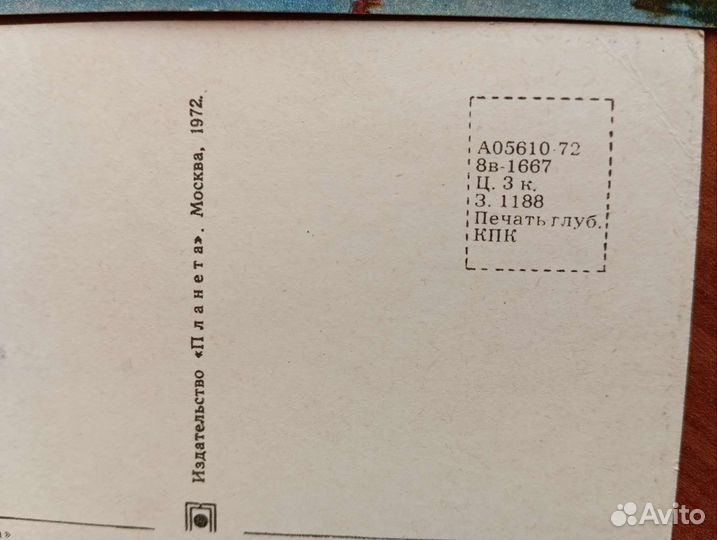 Издательство «Планета». Москва, 1972.
А05610-72
8в-1667
Ц. 3 к.
З. 1188
Печать глуб.
КПК
Avito